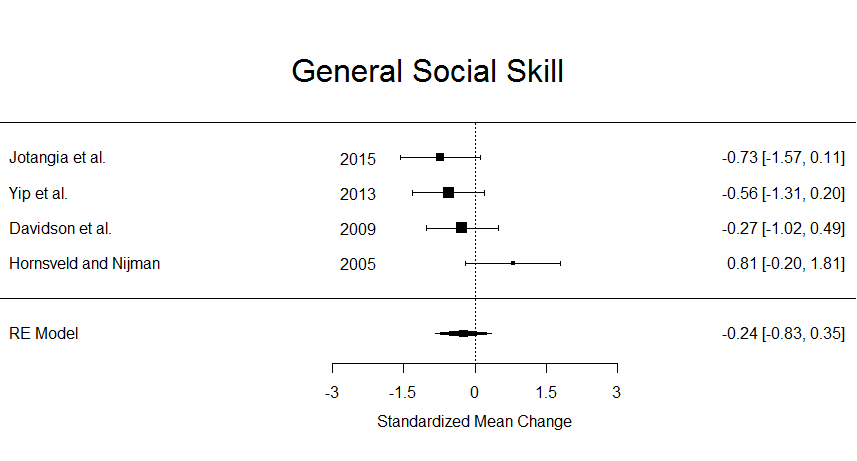 General Social Skill
Jotangia et al. 2015 -0.73 [-1.57, 0.11]
Yip et al. 2013 -0.56 [-1.31, 0.20]
Davidson et al. 2009 -0.27 [-1.02, 0.49]
Hornsveld and Nijman 2005 0.81 [-0.20, 1.81]
RE Model -0.24 [-0.83, 0.35]
-3 -1.5 0 1.5 3
Standardized Mean Change